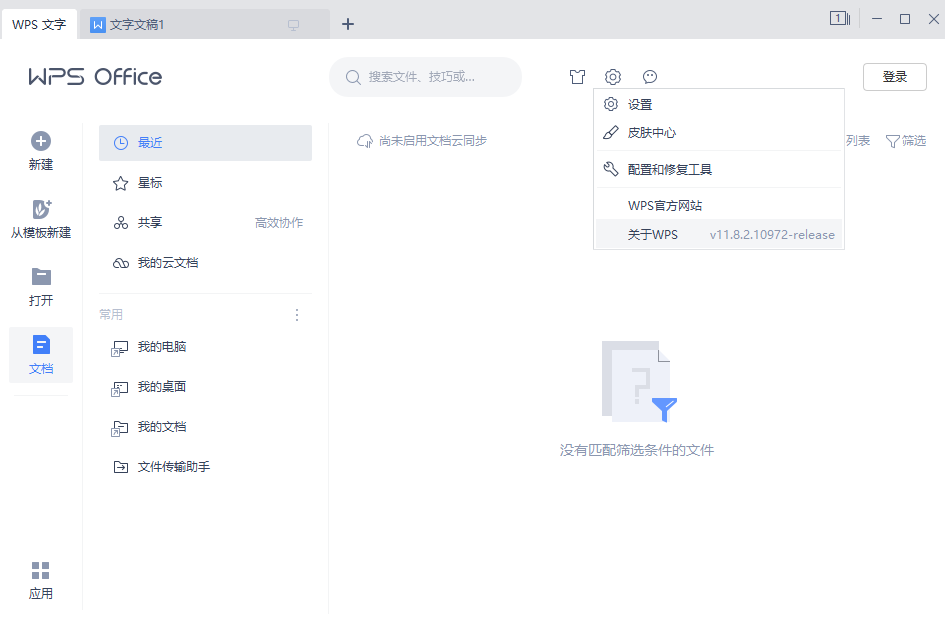 WPS 文字
文字文稿1
1
WPS Office
搜索文件、技巧或...
登录
新建
从模板新建
打开
文档
应用
最近
星标
共享 高效协作
我的云文档
常用
我的电脑
我的桌面
我的文档
文件传输助手
尚未启用文档云同步
列表
筛选
设置
皮肤中心
配置和修复工具
WPS官方网站
关于WPS v11.8.2.10972-release
没有匹配筛选条件的文件